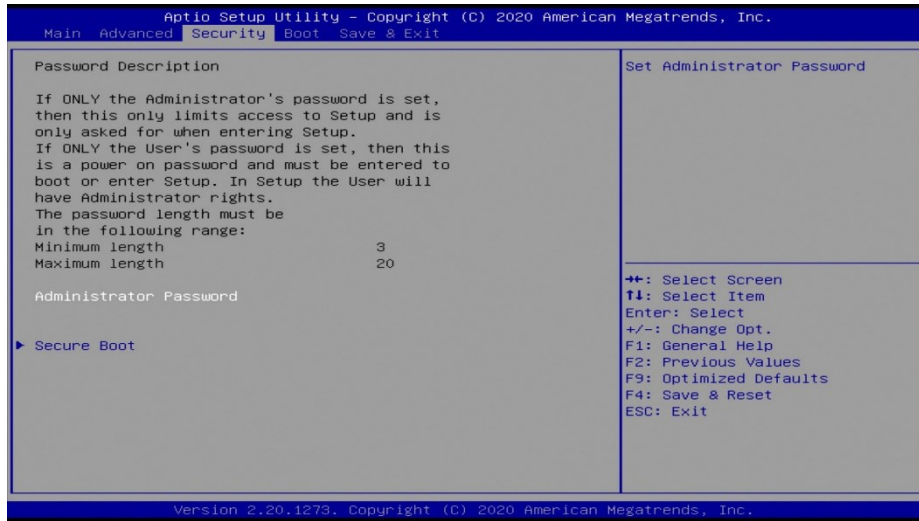 Aptio Setup Utility – Copyright (C) 2020 American Megatrends, Inc.
Main Advanced Security Boot Save & Exit
Password Description
If ONLY the Administrator's password is set,
then this only limits access to Setup and is
only asked for when entering Setup.
If ONLY the User's password is set, then this
is a power on password and must be entered to
boot or enter Setup. In Setup the User will
have Administrator rights.
The password length must be
in the following range:
Minimum length 3
Maximum length 20
Administrator Password
Secure Boot
Set Administrator Password
→←: Select Screen
↑↓: Select Item
Enter: Select
+/-: Change Opt.
F1: General Help
F2: Previous Values
F9: Optimized Defaults
F4: Save & Reset
ESC: Exit
Version 2.20.1273. Copyright (C) 2020 American Megatrends, Inc.